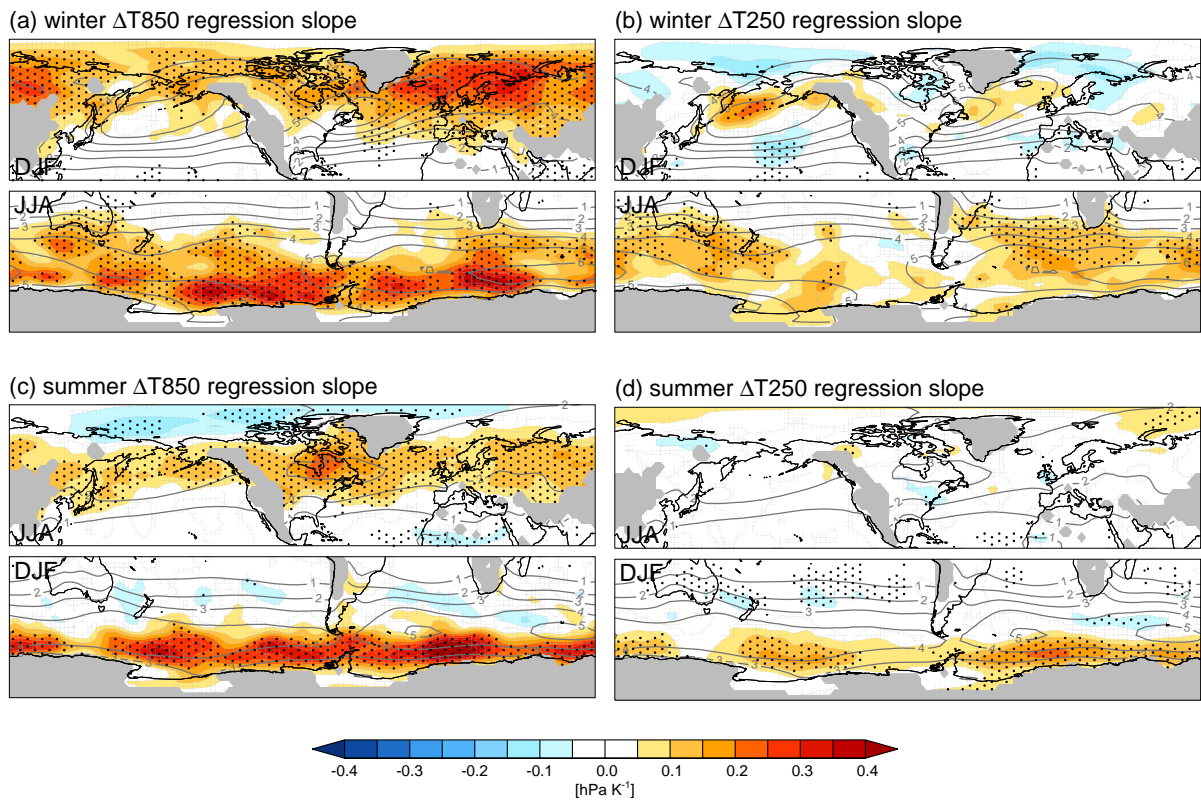 (a) winter ΔT850 regression slope
(b) winter ΔT250 regression slope
DJF
DJF
JJA
JJA
(c) summer ΔT850 regression slope
(d) summer ΔT250 regression slope
JJA
JJA
DJF
DJF
-0.4 -0.3 -0.2 -0.1 0.0 0.1 0.2 0.3 0.4
[hPa K⁻¹]